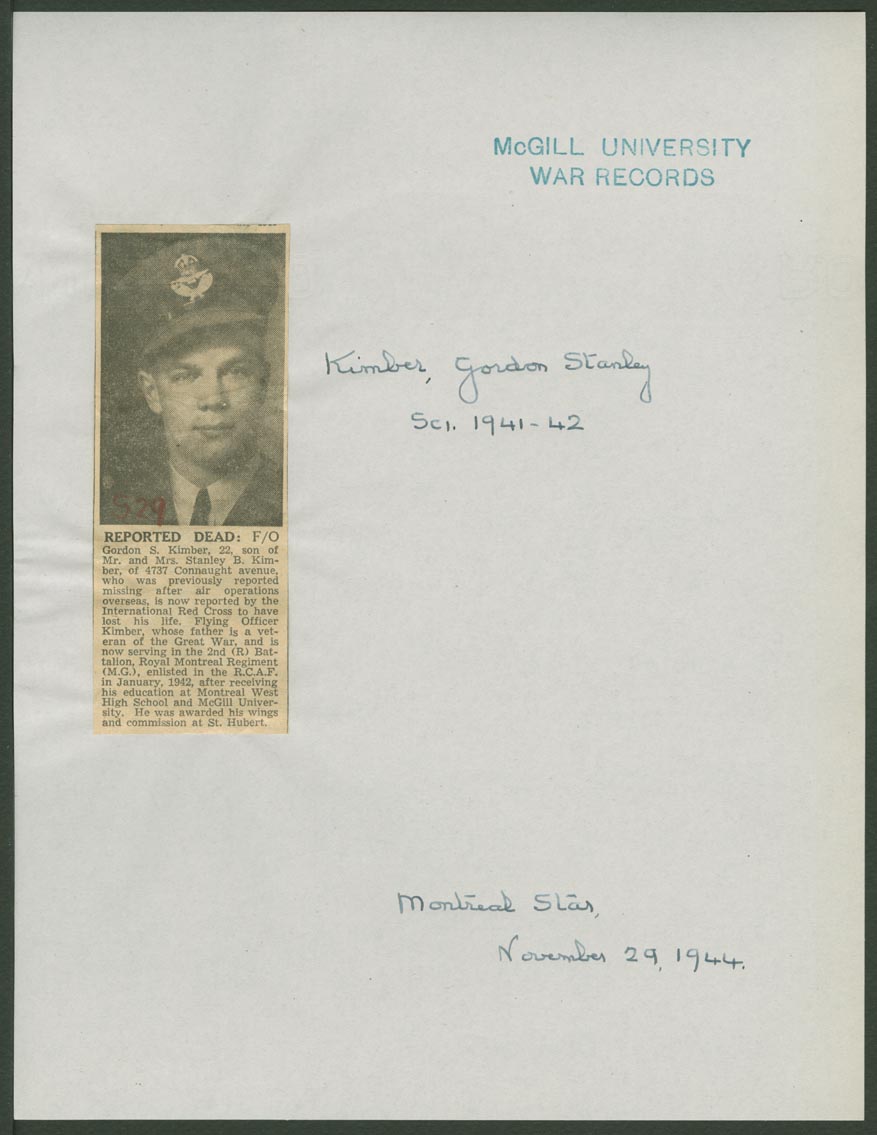 McGILL UNIVERSITY
WAR RECORDS
Kimber, Gordon Stanley
Sci. 1941-42
529
REPORTED DEAD: F/O
Gordon S. Kimber, 22, son of
Mr. and Mrs. Stanley B. Kim-
ber, of 4737 Connaught avenue,
who was previously reported
missing after air operations
overseas, is now reported by the
International Red Cross to have
lost his life. Flying Officer
Kimber, whose father is a vet-
eran of the Great War, and is
now serving in the 2nd (R) Bat-
talion, Royal Montreal Regiment
(M.G.), enlisted in the R.C.A.F.
in January, 1942, after receiving
his education at Montreal West
High School and McGill Univer-
sity. He was awarded his wings
and commission at St. Hubert.
Montreal Star,
November 29, 1944.